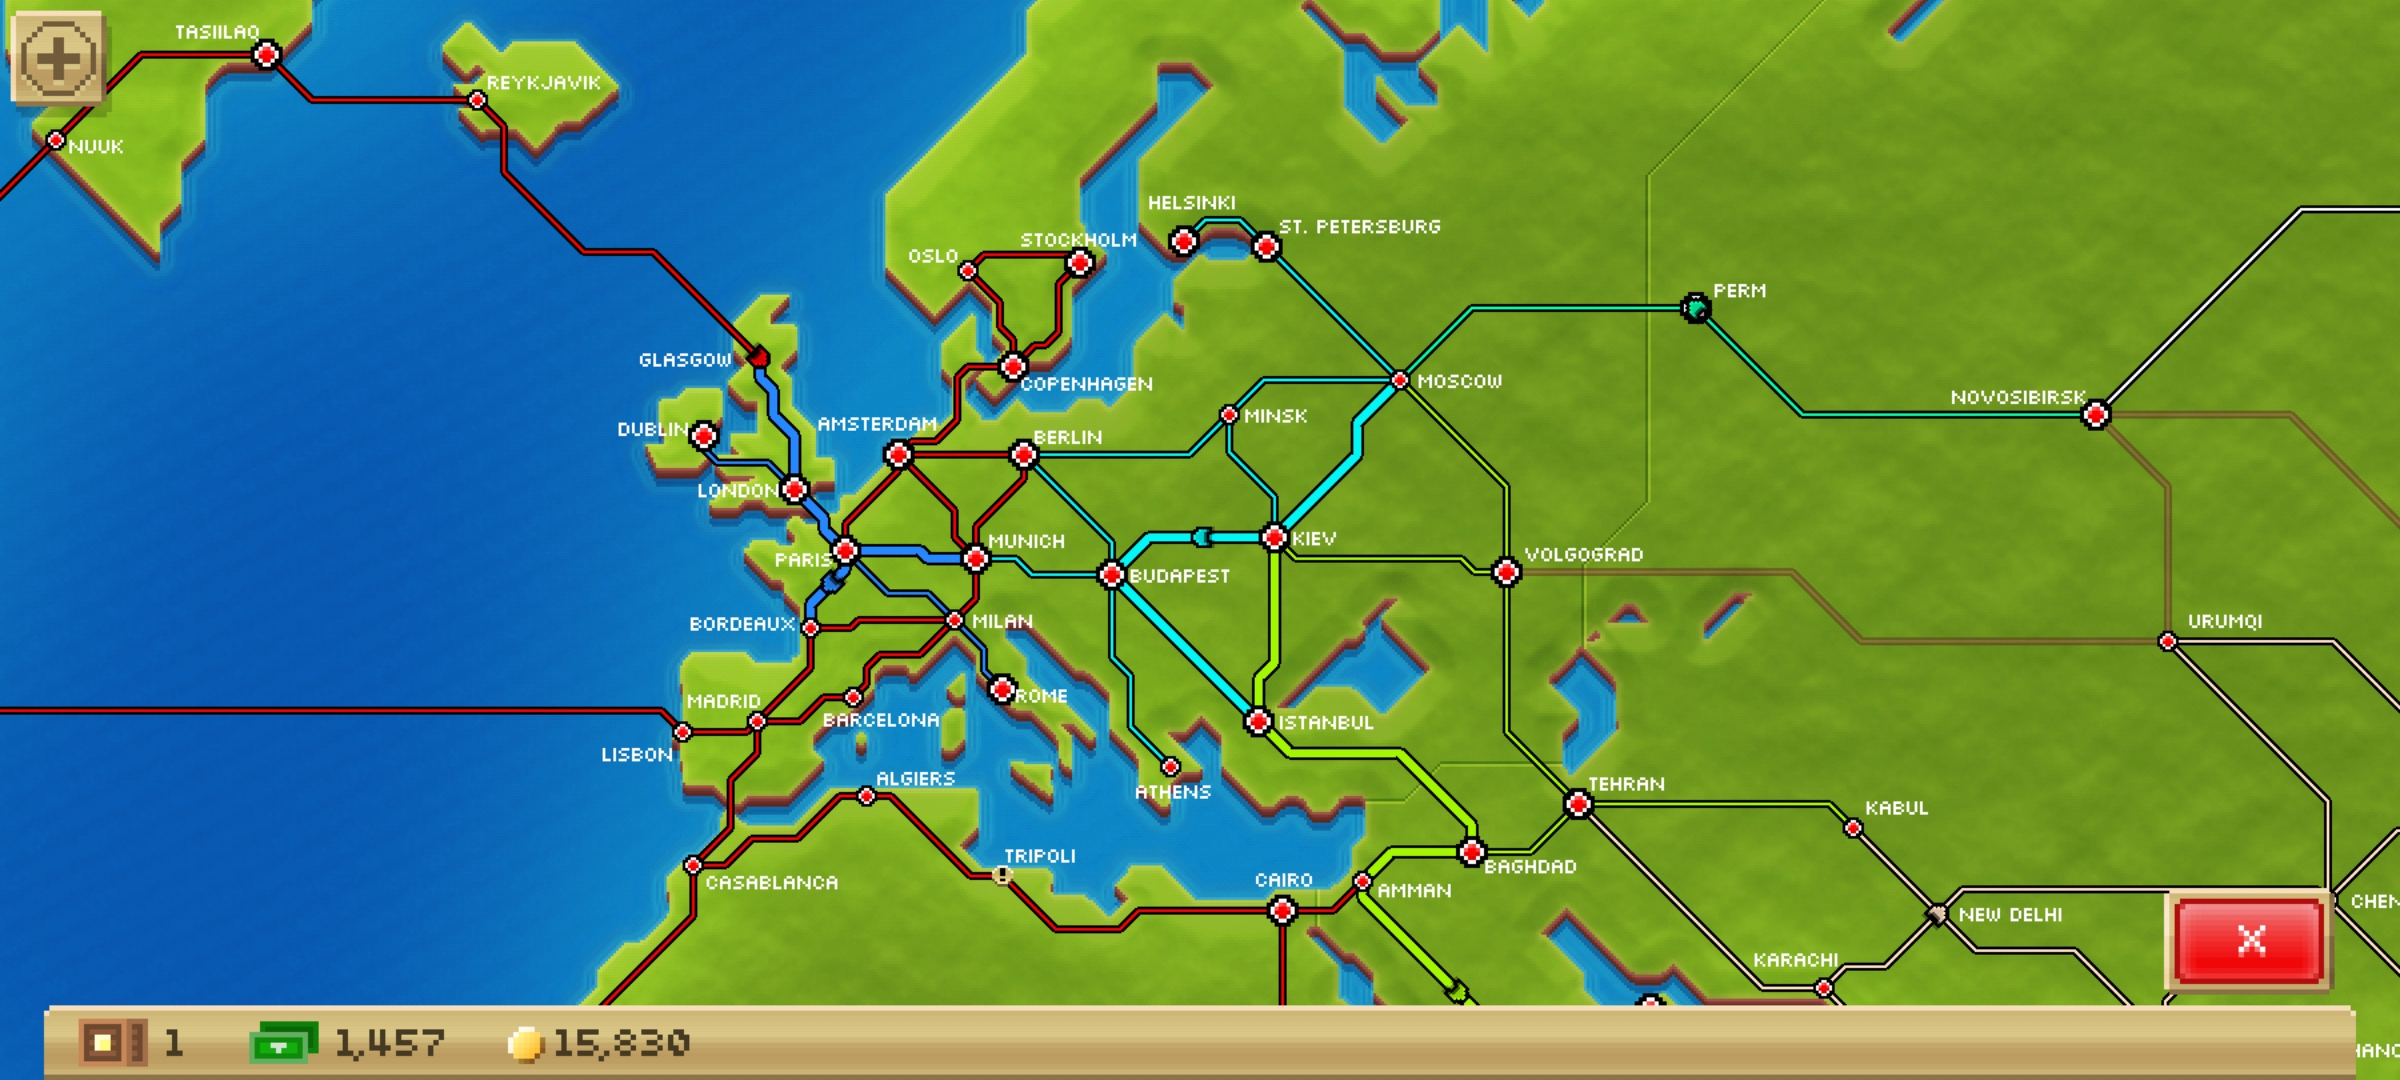 TASIILAQ
REYKJAVIK
NUUK
HELSINKI
ST. PETERSBURG
STOCKHOLM
OSLO
PERM
GLASGOW
COPENHAGEN
MOSCOW
NOVOSIBIRSK
MINSK
DUBLIN
AMSTERDAM
BERLIN
LONDON
MUNICH
KIEV
VOLGOGRAD
PARIS
BUDAPEST
BORDEAUX
MILAN
URUMQI
MADRID
ROME
BARCELONA
ISTANBUL
LISBON
ALGIERS
ATHENS
TEHRAN
KABUL
TRIPOLI
CASABLANCA
CAIRO
BAGHDAD
AMMAN
CHEN
NEW DELHI
KARACHI
X
1 1,457 15,830